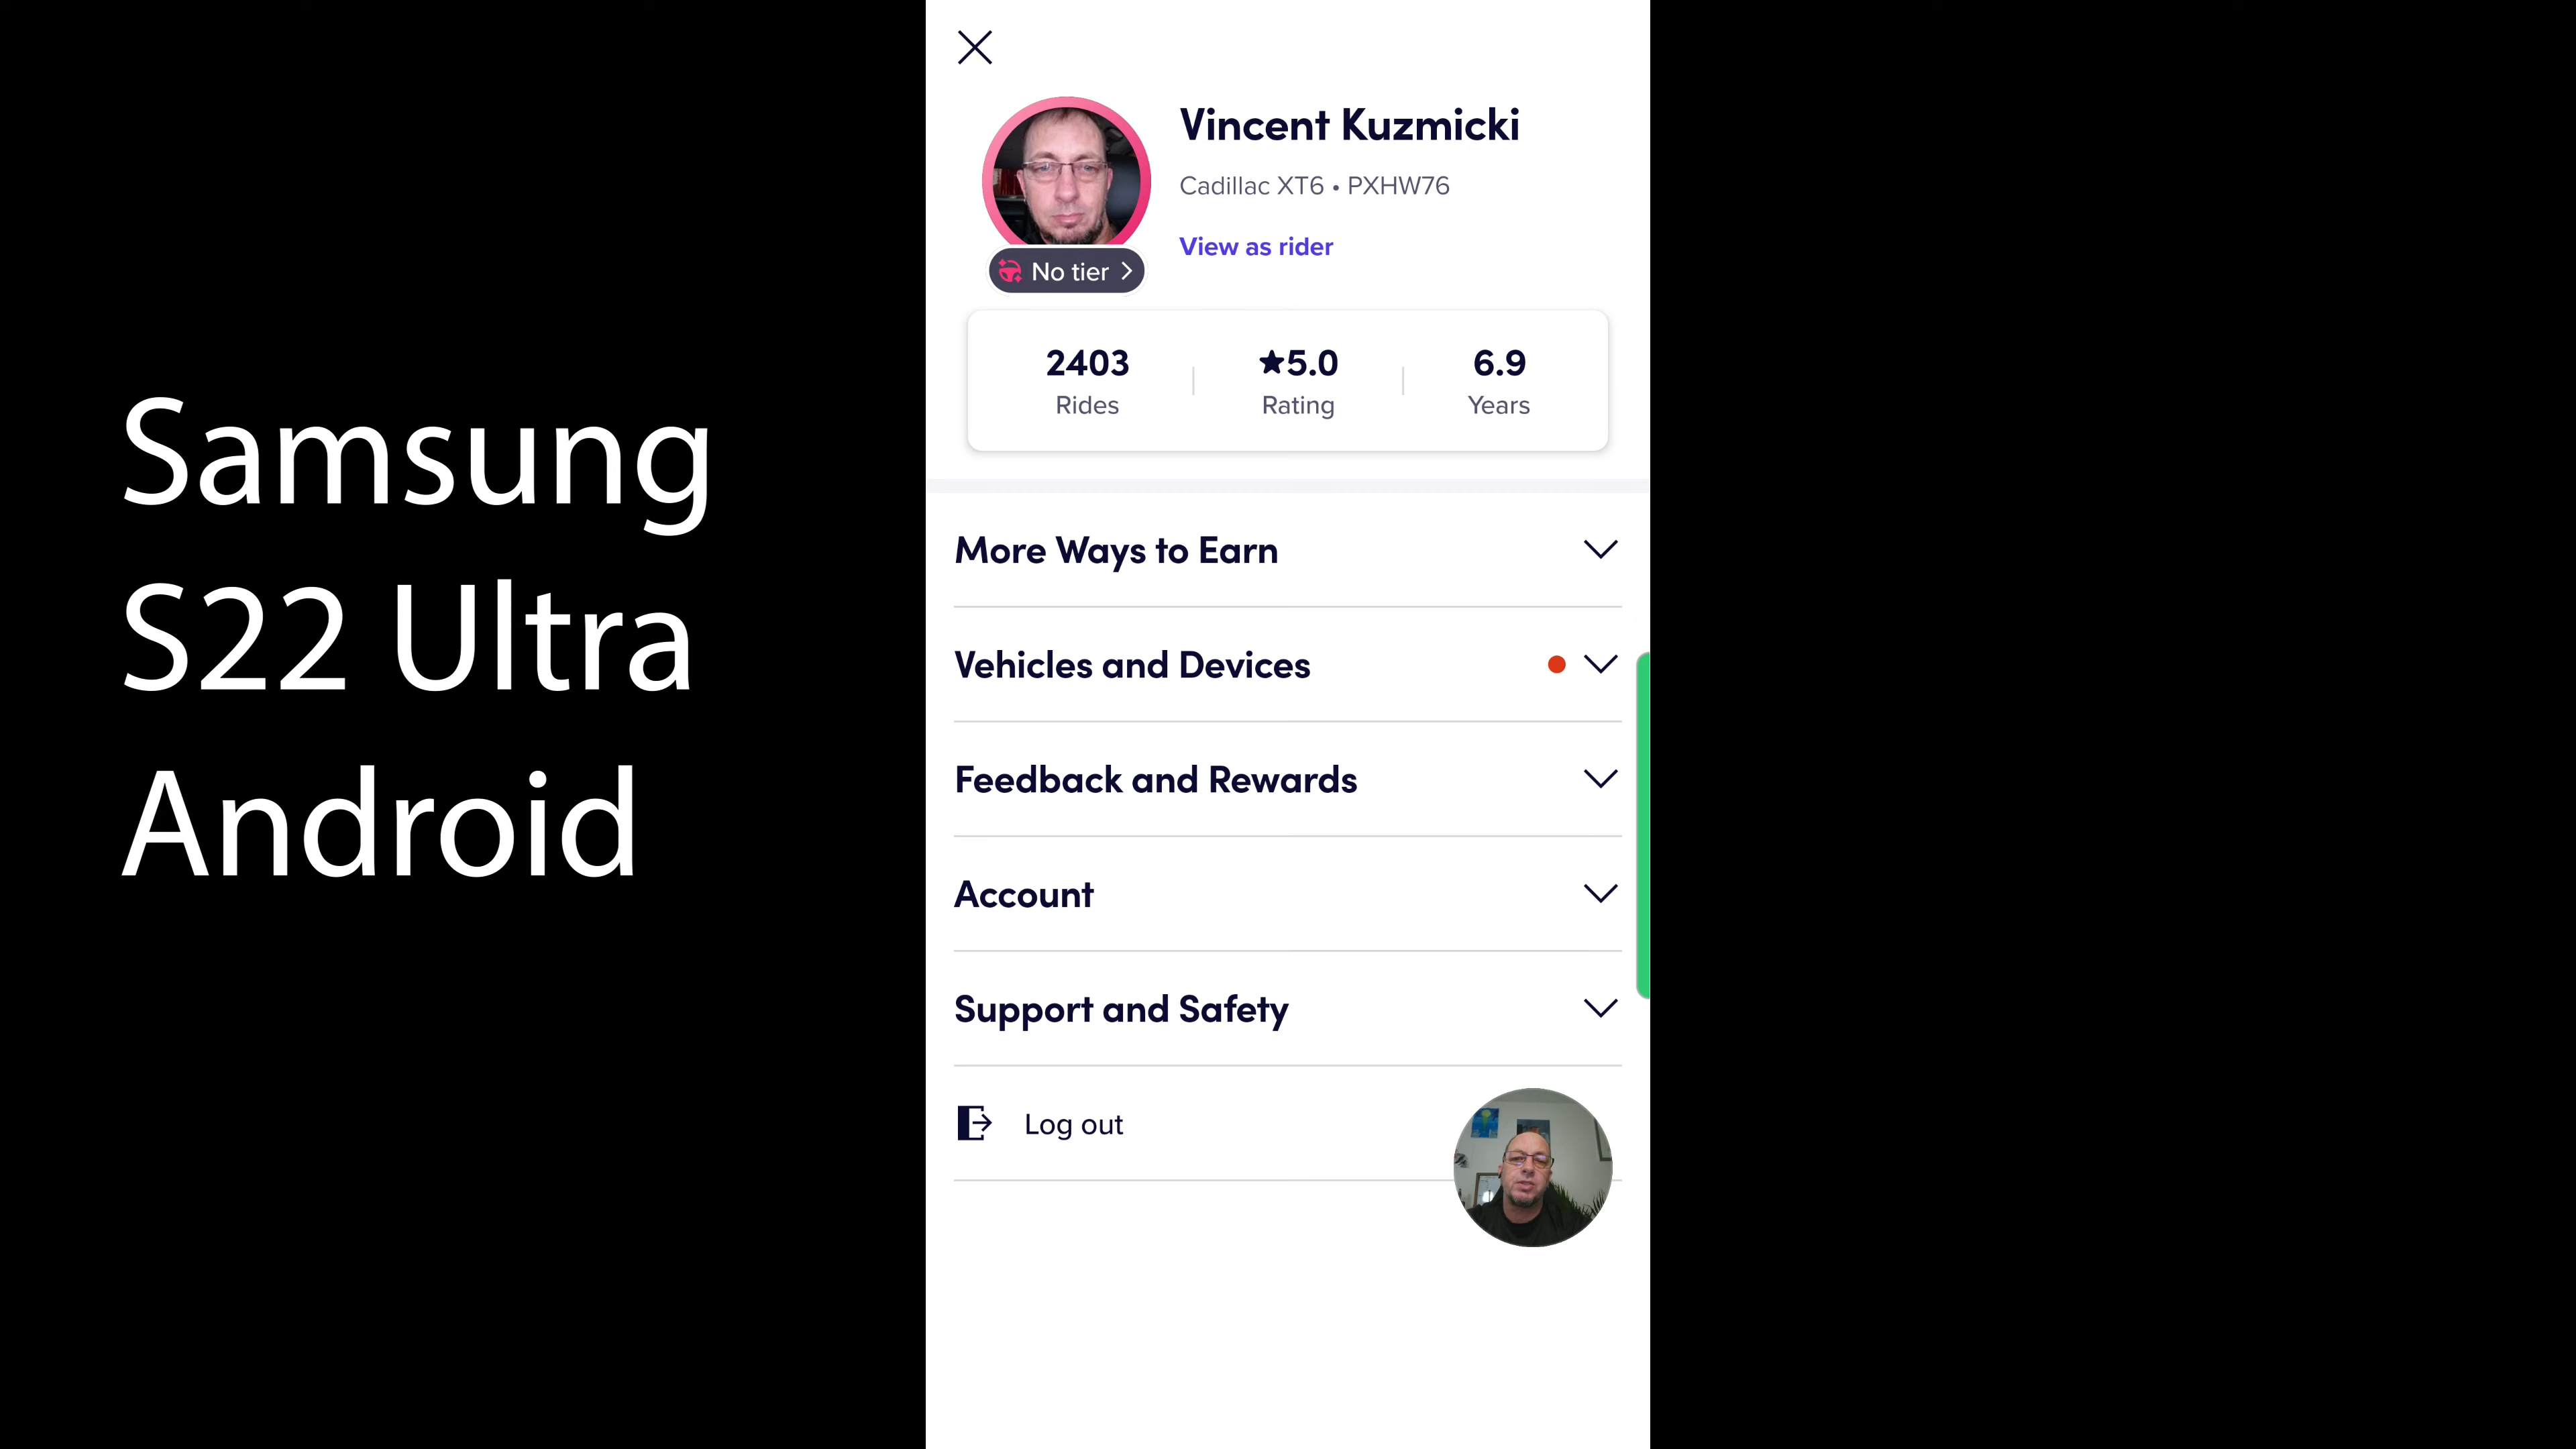 Samsung
S22 Ultra
Android
Vincent Kuzmicki
Cadillac XT6 • PXHW76
View as rider
No tier
2403
Rides
★5.0
Rating
6.9
Years
More Ways to Earn
Vehicles and Devices
Feedback and Rewards
Account
Support and Safety
Log out